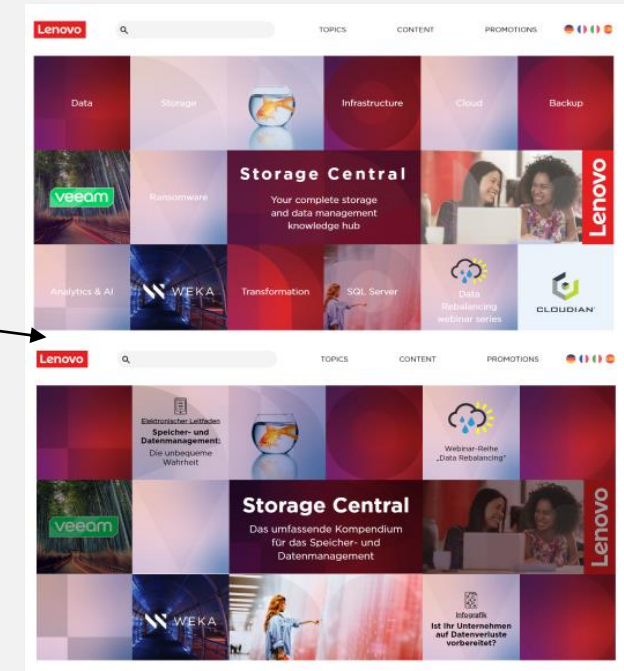 Lenovo
TOPICS CONTENT PROMOTIONS
Data Storage Infrastructure Cloud Backup
veeam
Ransomware
Storage Central
Your complete storage
and data management
knowledge hub
Lenovo
Analytics & AI
WEKA
Transformation
SQL Server
Data
Rebalancing
webinar series
CLOUDIAN
Lenovo
TOPICS CONTENT PROMOTIONS
Elektronischer Leitfaden
Speicher- und
Datenmanagement:
Die unbequeme
Wahrheit
Webinar-Reihe
„Data Rebalancing"
veeam
Storage Central
Das umfassende Kompendium
für das Speicher- und
Datenmanagement
Lenovo
WEKA
Infografik
Ist Ihr Unternehmen
auf Datenverluste
vorbereitet?